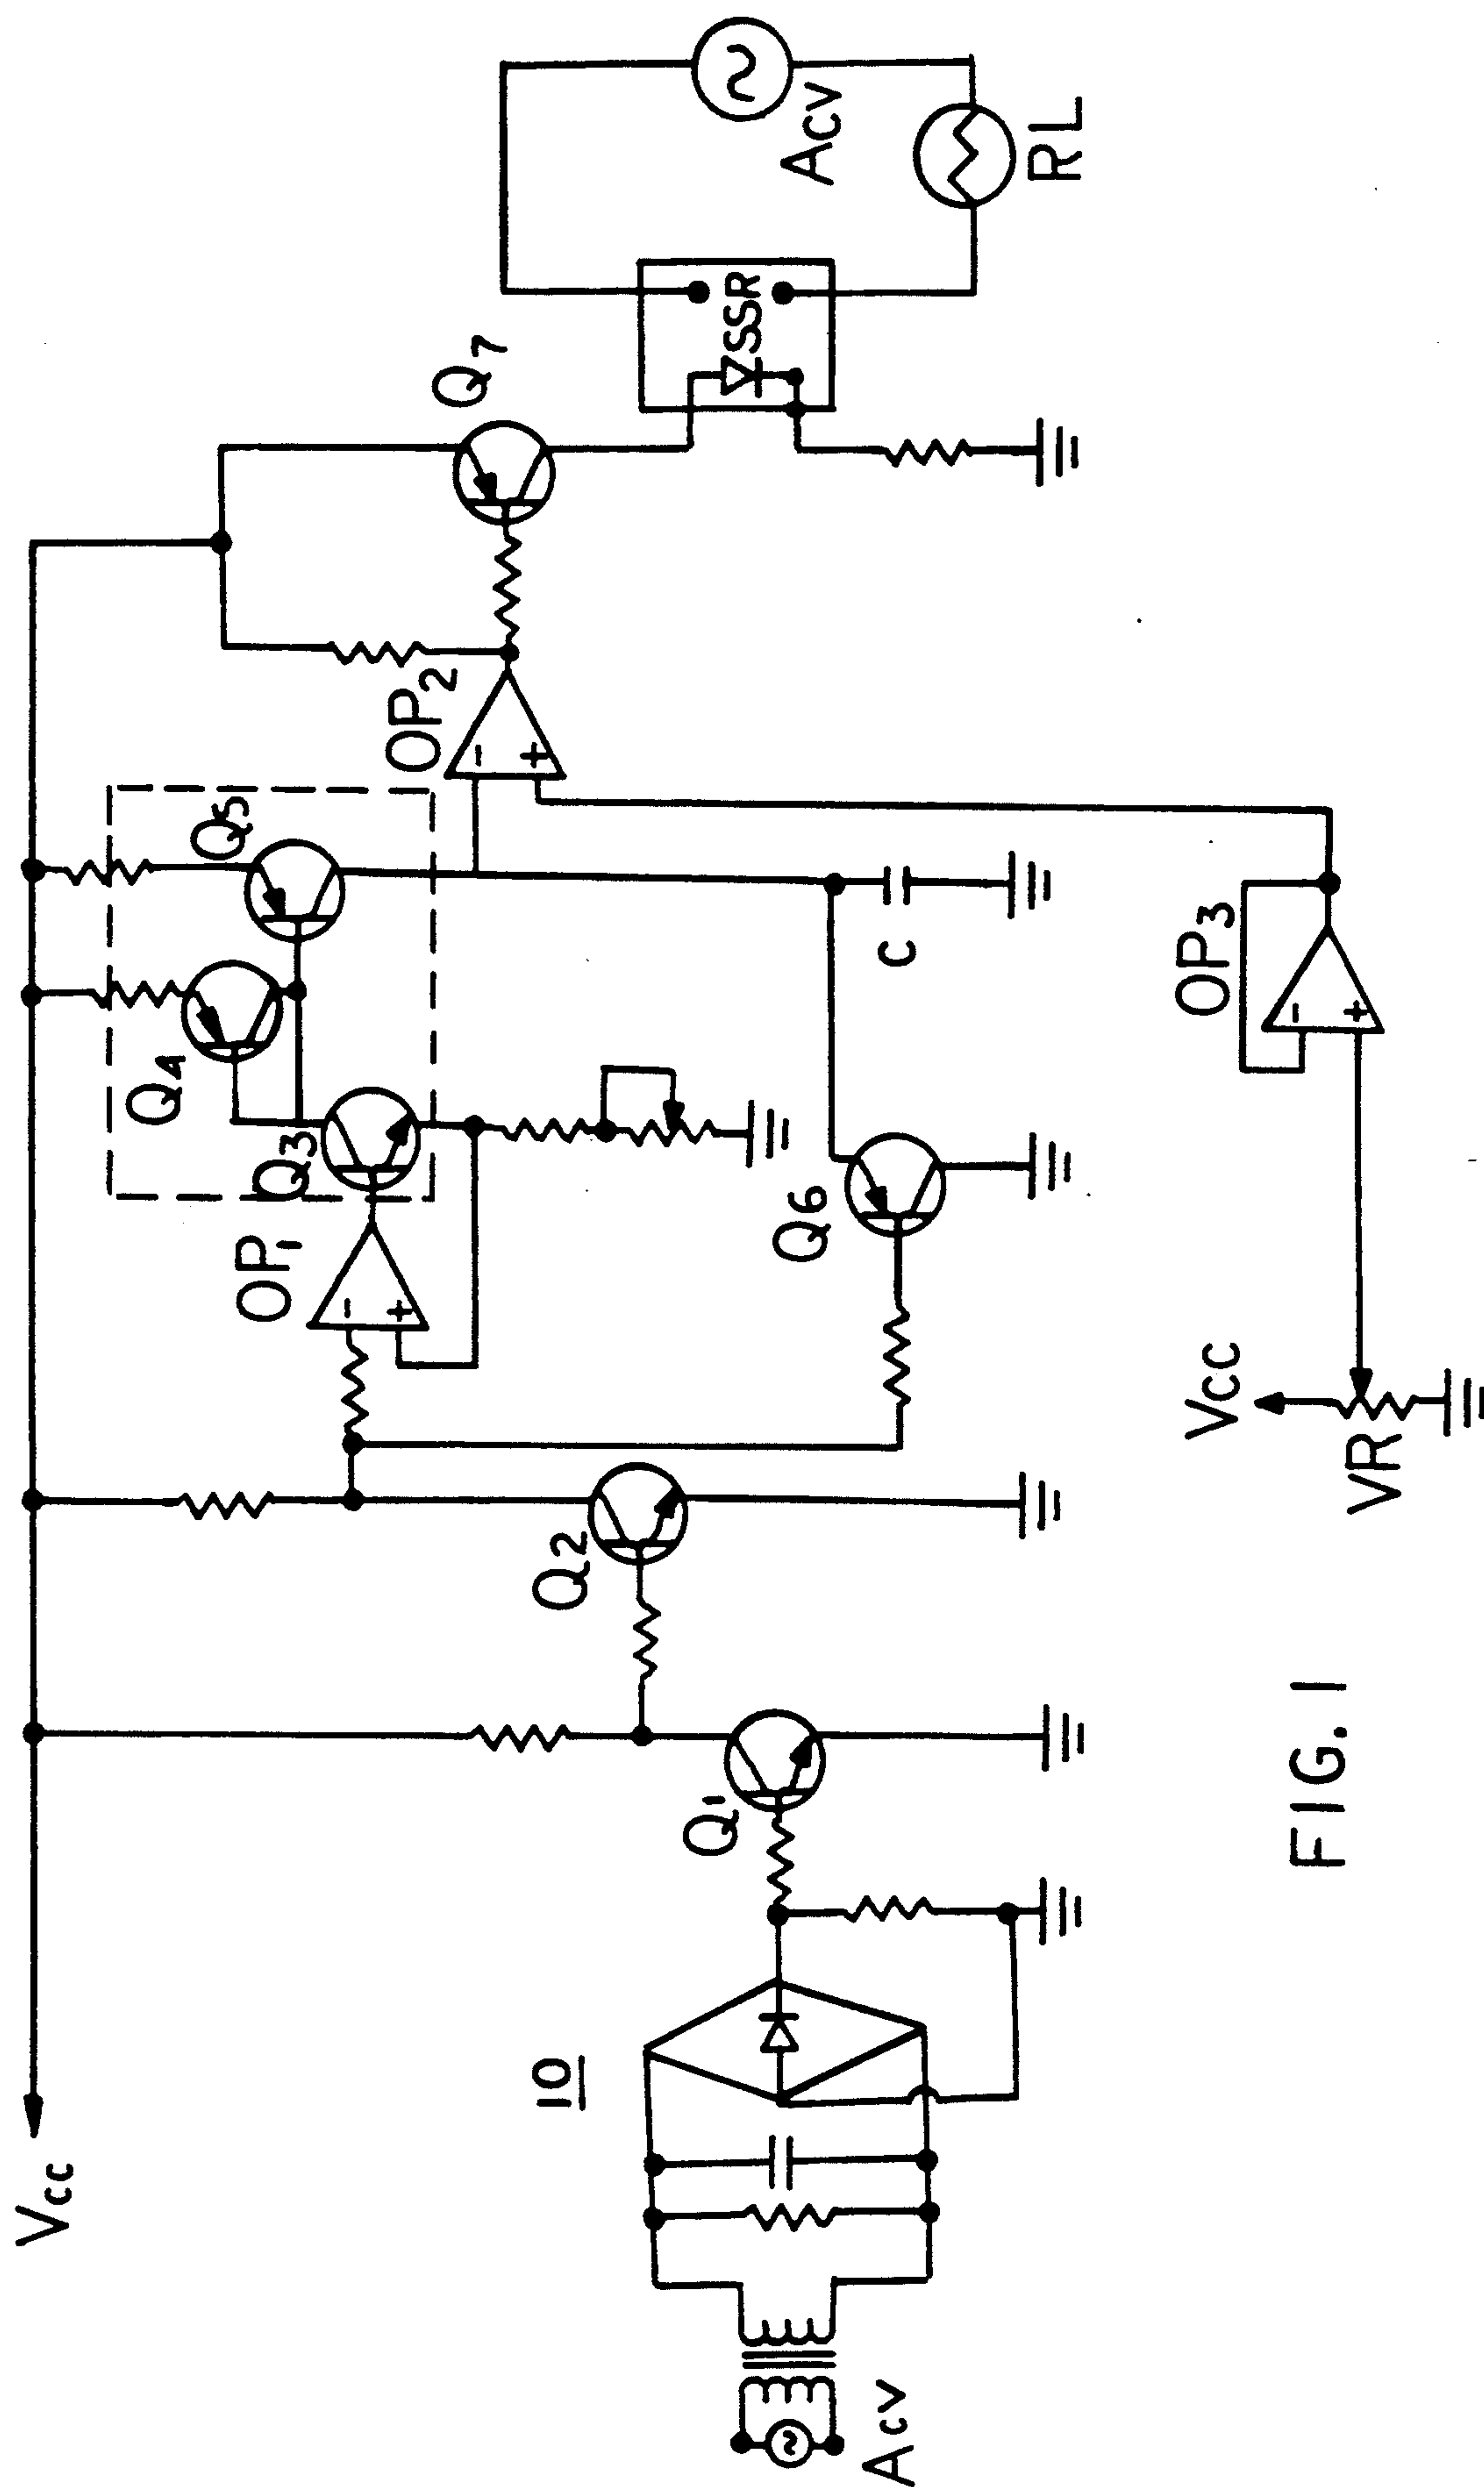 Vcc
Acv
10
Q1
Q2
OP1
-
+
Q3
Q4
Q5
Q6
C
OP2
-
+
Q7
SSR
Acv
RL
Vcc
VR
OP3
-
+
FIG. 1